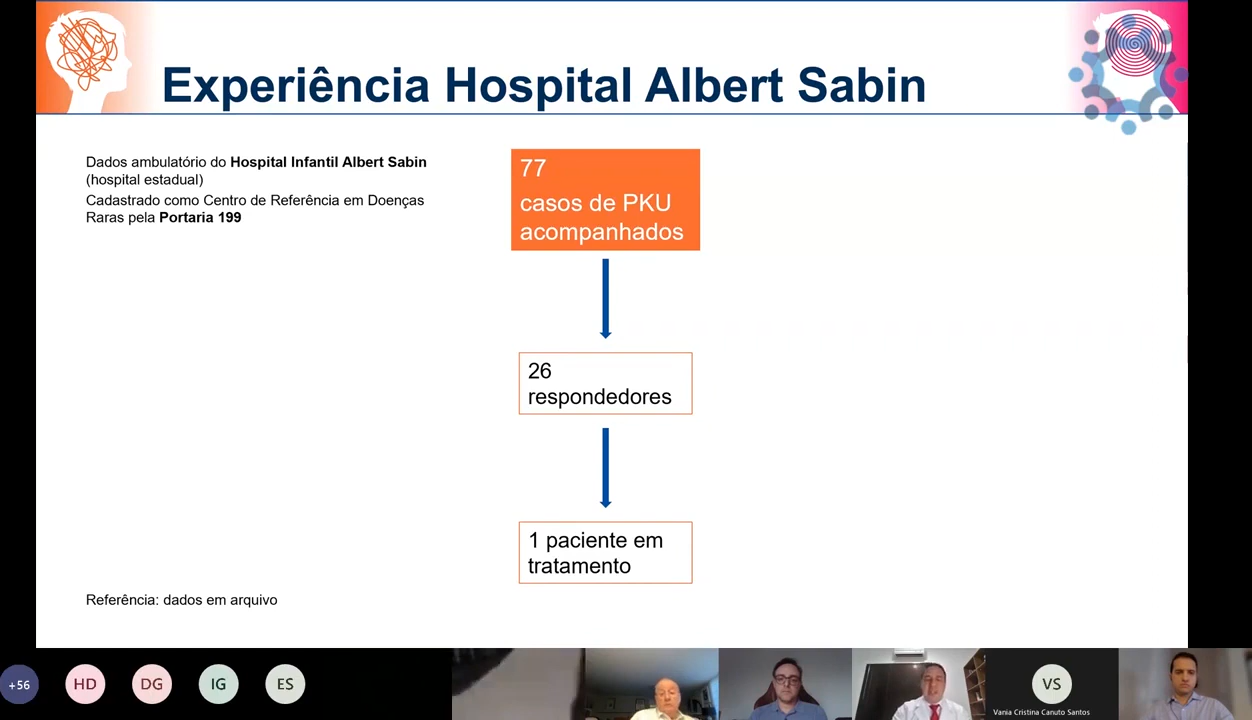 Experiência Hospital Albert Sabin
Dados ambulatório do Hospital Infantil Albert Sabin
(hospital estadual)
Cadastrado como Centro de Referência em Doenças
Raras pela Portaria 199
77
casos de PKU
acompanhados
26
respondedores
1 paciente em
tratamento
Referência: dados em arquivo
+56
HD
DG
IG
ES
VS
Vania Cristina Canuto Santos